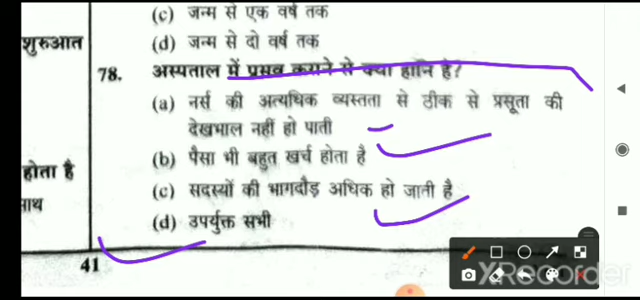 (c) जन्म से एक वर्ष तक
शुरुआत
(d) जन्म से दो वर्ष तक
78. अस्पताल में प्रसव कराने से क्या हानि है?
(a) नर्स की अत्यधिक व्यस्तता से ठीक से प्रसूता की
देखभाल नहीं हो पाती
(b) पैसा भी बहुत खर्च होता है
होता है
(c) सदस्यों की भागदौड़ अधिक हो जाती है
(d) उपर्युक्त सभी
41
XRecorder